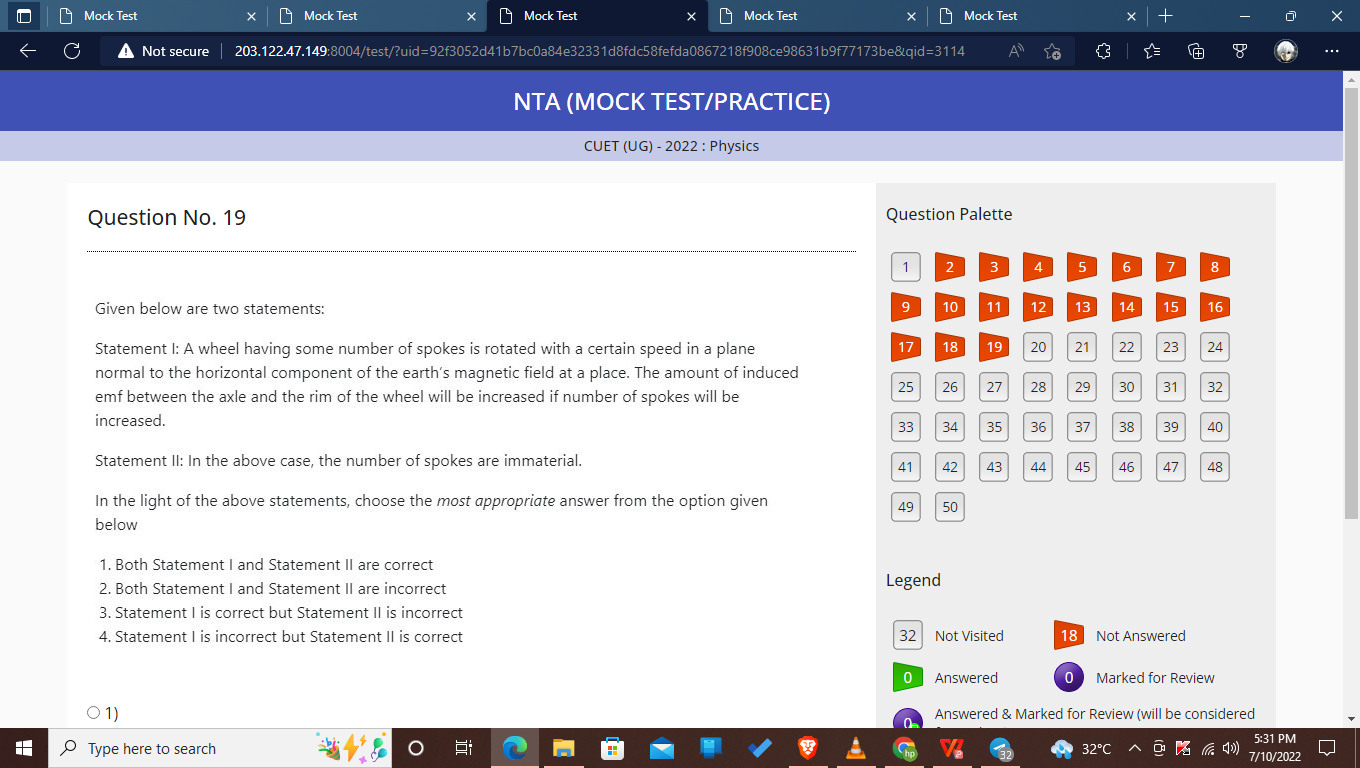 Mock Test
Mock Test
Mock Test
Mock Test
Mock Test
Not secure
203.122.47.149:8004/test/?uid=92f3052d41b7bc0a84e32331d8fdc58fefda0867218f908ce98631b9f77173be&qid=3114
NTA (MOCK TEST/PRACTICE)
CUET (UG) - 2022 : Physics
Question No. 19
Given below are two statements:
Statement I: A wheel having some number of spokes is rotated with a certain speed in a plane
normal to the horizontal component of the earth's magnetic field at a place. The amount of induced
emf between the axle and the rim of the wheel will be increased if number of spokes will be
increased.
Statement II: In the above case, the number of spokes are immaterial.
In the light of the above statements, choose the most appropriate answer from the option given
below
1. Both Statement I and Statement II are correct
2. Both Statement I and Statement II are incorrect
3. Statement I is correct but Statement II is incorrect
4. Statement I is incorrect but Statement II is correct
1)
Question Palette
1 2 3 4 5 6 7 8
9 10 11 12 13 14 15 16
17 18 19 20 21 22 23 24
25 26 27 28 29 30 31 32
33 34 35 36 37 38 39 40
41 42 43 44 45 46 47 48
49 50
Legend
32 Not Visited
18 Not Answered
0 Answered
0 Marked for Review
0 Answered & Marked for Review (will be considered
Type here to search
hp
32
32°C
5:31 PM
7/10/2022